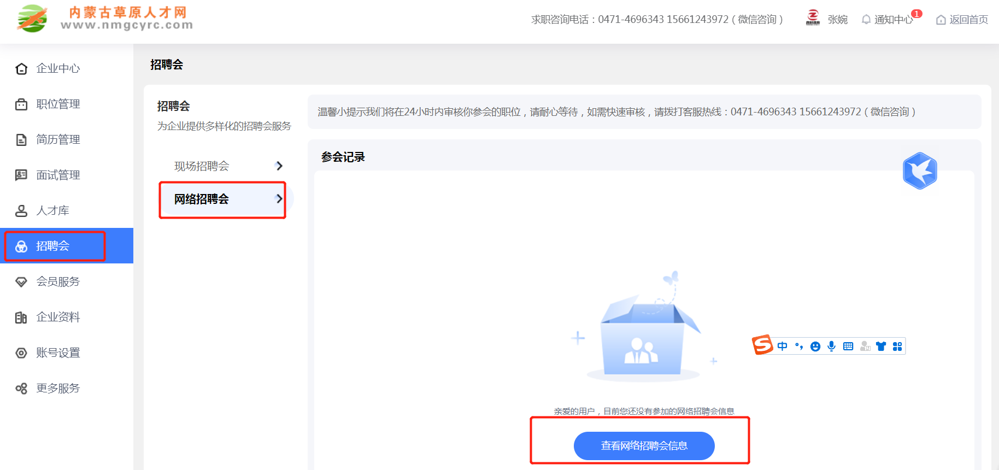 内蒙古草原人才网
www.nmgcyrc.com
求职咨询电话：0471-4696343 15661243972（微信咨询）
张婉
通知中心
1
返回首页
企业中心
职位管理
简历管理
面试管理
人才库
招聘会
会员服务
企业资料
账号设置
更多服务
招聘会
招聘会
为企业提供多样化的招聘会服务
现场招聘会
网络招聘会
温馨小提示我们将在24小时内审核你参会的职位，请耐心等待，如需快速审核，请拨打客服热线：0471-4696343 15661243972（微信咨询）
参会记录
S 中 °，
亲爱的用户，目前您还没有参加的网络招聘会信息
查看网络招聘会信息